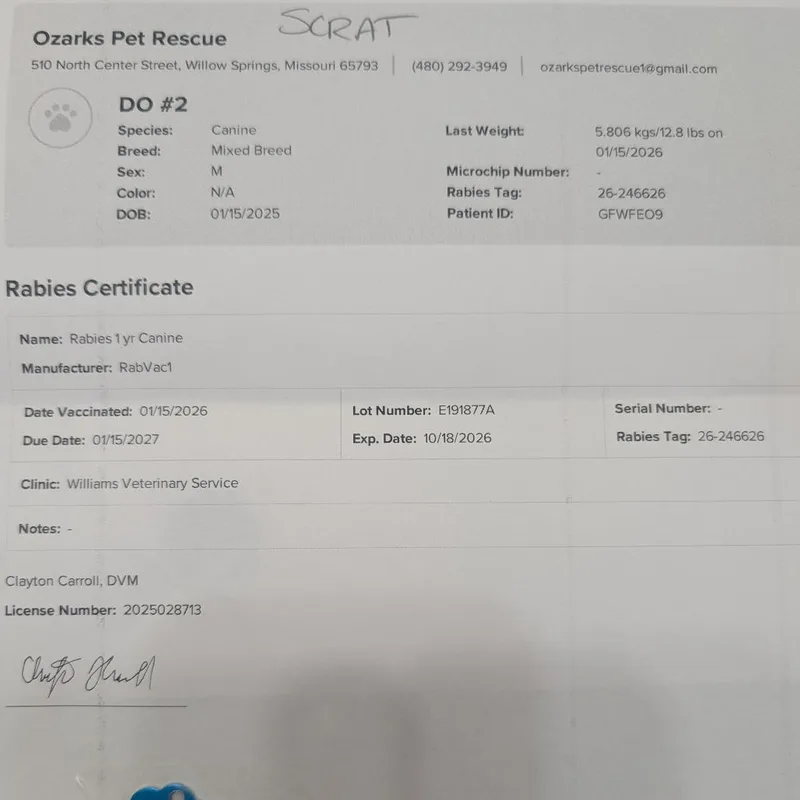 SCRAT
Ozarks Pet Rescue
510 North Center Street, Willow Springs, Missouri 65793 | (480) 292-3949 | ozarkspetrescue1@gmail.com
DO #2
Species: Canine
Breed: Mixed Breed
Sex: M
Color: N/A
DOB: 01/15/2025
Last Weight: 5.806 kgs/12.8 lbs on
01/15/2026
Microchip Number: -
Rabies Tag: 26-246626
Patient ID: GFWFEO9
Rabies Certificate
Name: Rabies 1 yr Canine
Manufacturer: RabVac1
Date Vaccinated: 01/15/2026
Due Date: 01/15/2027
Lot Number: E191877A
Exp. Date: 10/18/2026
Serial Number: -
Rabies Tag: 26-246626
Clinic: Williams Veterinary Service
Notes: -
Clayton Carroll, DVM
License Number: 2025028713